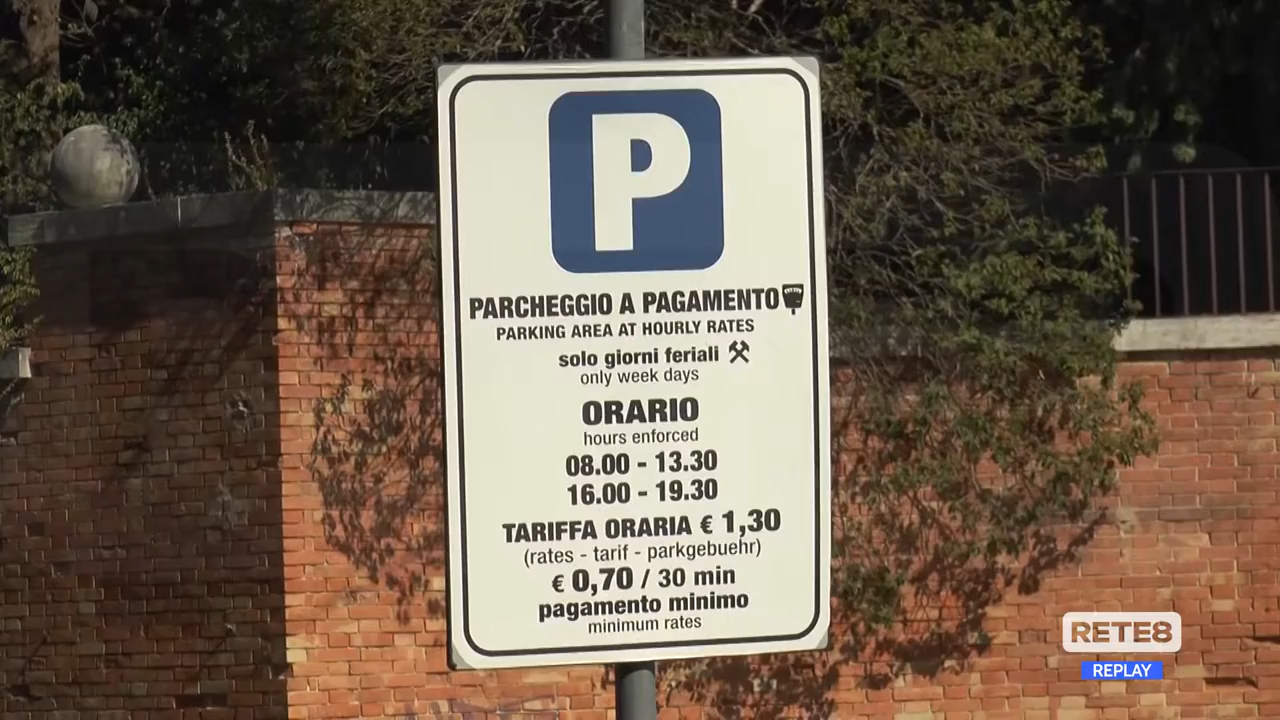 P
PARCHEGGIO A PAGAMENTO
PARKING AREA AT HOURLY RATES
solo giorni feriali
only week days
ORARIO
hours enforced
08.00 - 13.30
16.00 - 19.30
TARIFFA ORARIA € 1,30
(rates - tarif - parkgebuehr)
€ 0,70 / 30 min
pagamento minimo
minimum rates
RETE8
REPLAY